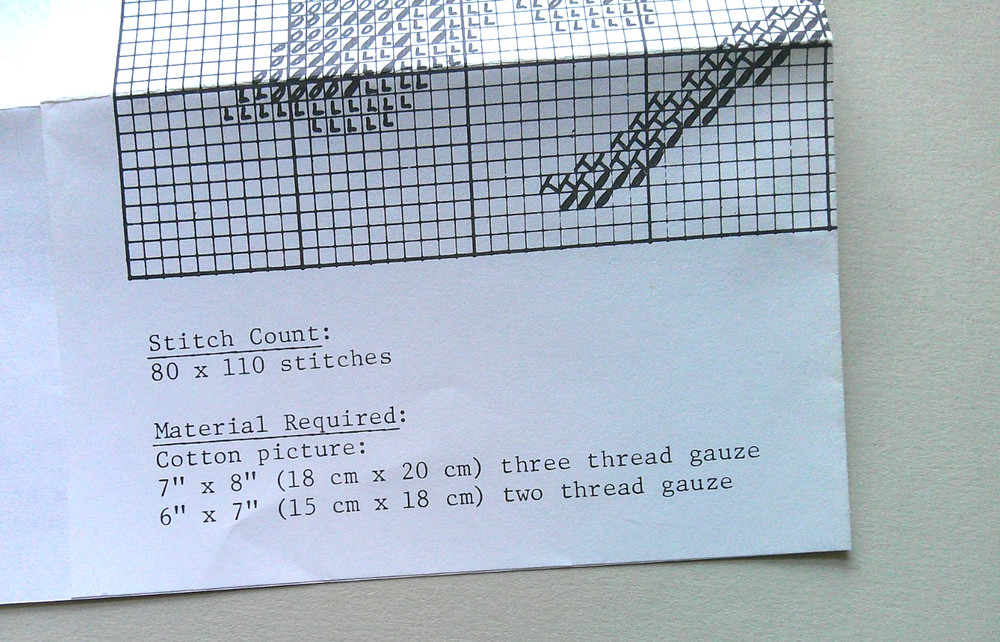 Stitch Count:
80 x 110 stitches
Material Required:
Cotton picture:
7" x 8" (18 cm x 20 cm) three thread gauze
6" x 7" (15 cm x 18 cm) two thread gauze